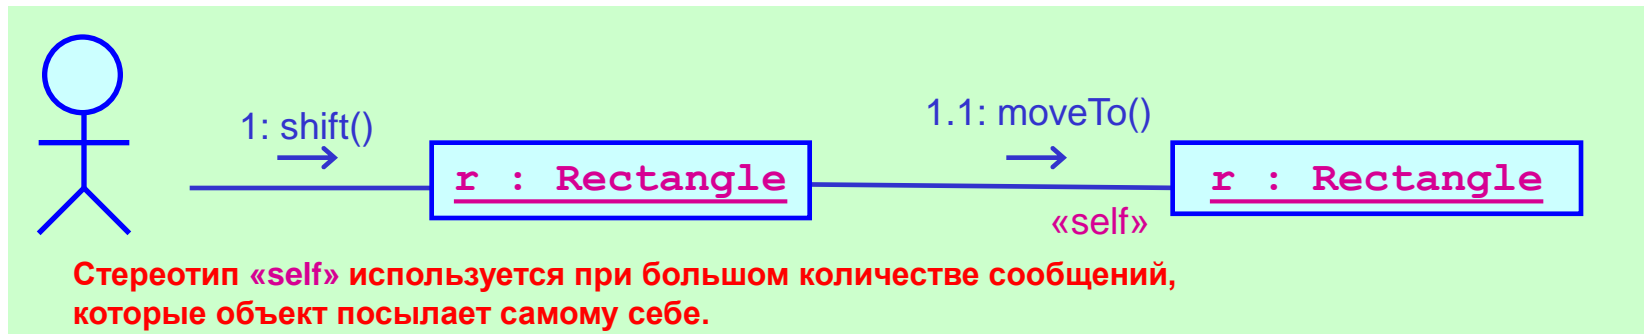 1: shift()
1.1: moveTo()
r : Rectangle
r : Rectangle
«self»
Стереотип «self» используется при большом количестве сообщений,
которые объект посылает самому себе.